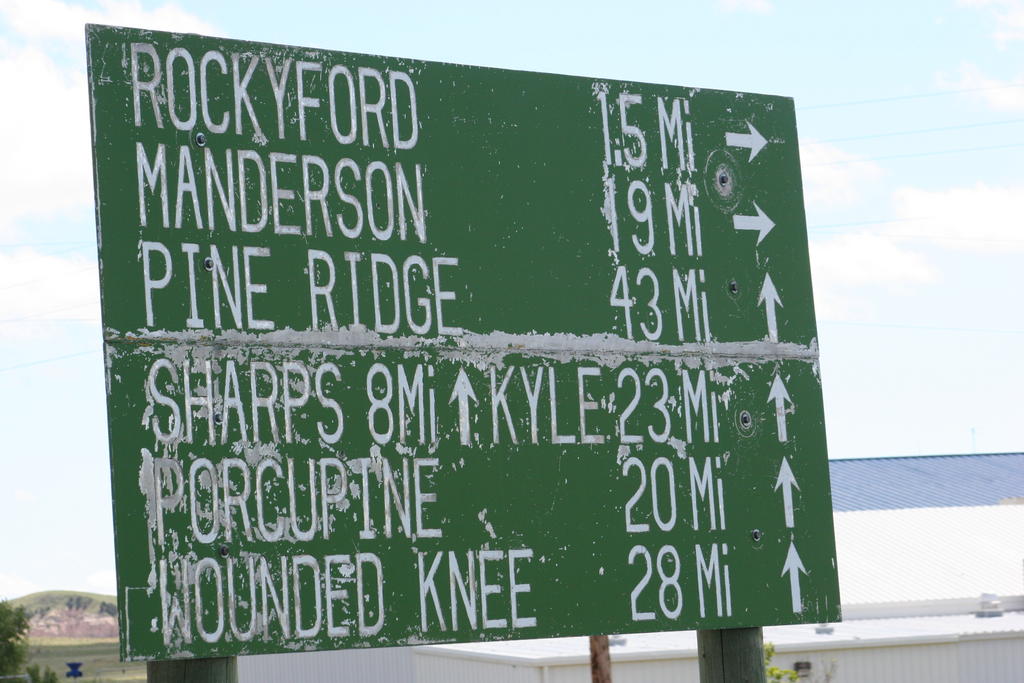 ROCKYFORD 1.5 Mi →
MANDERSON 19 Mi →
PINE RIDGE 43 Mi ↑
SHARPS 8Mi ↑ KYLE 23 Mi ↑
PORCUPINE 20 Mi ↑
WOUNDED KNEE 28 Mi ↑